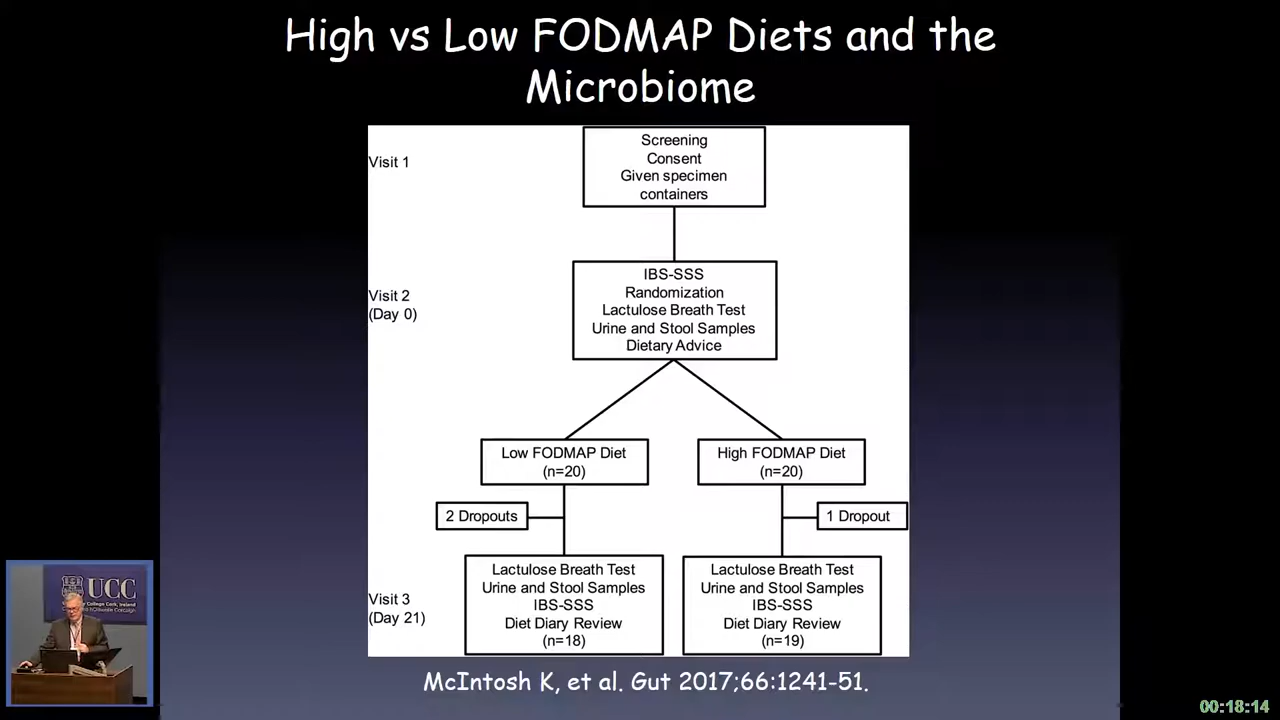 High vs Low FODMAP Diets and the
Microbiome
Visit 1
Screening
Consent
Given specimen
containers
Visit 2
(Day 0)
IBS-SSS
Randomization
Lactulose Breath Test
Urine and Stool Samples
Dietary Advice
Low FODMAP Diet
(n=20)
High FODMAP Diet
(n=20)
2 Dropouts
1 Dropout
Visit 3
(Day 21)
Lactulose Breath Test
Urine and Stool Samples
IBS-SSS
Diet Diary Review
(n=18)
Lactulose Breath Test
Urine and Stool Samples
IBS-SSS
Diet Diary Review
(n=19)
McIntosh K, et al. Gut 2017;66:1241-51.
UCC
College Cork, Ireland
00:18:14